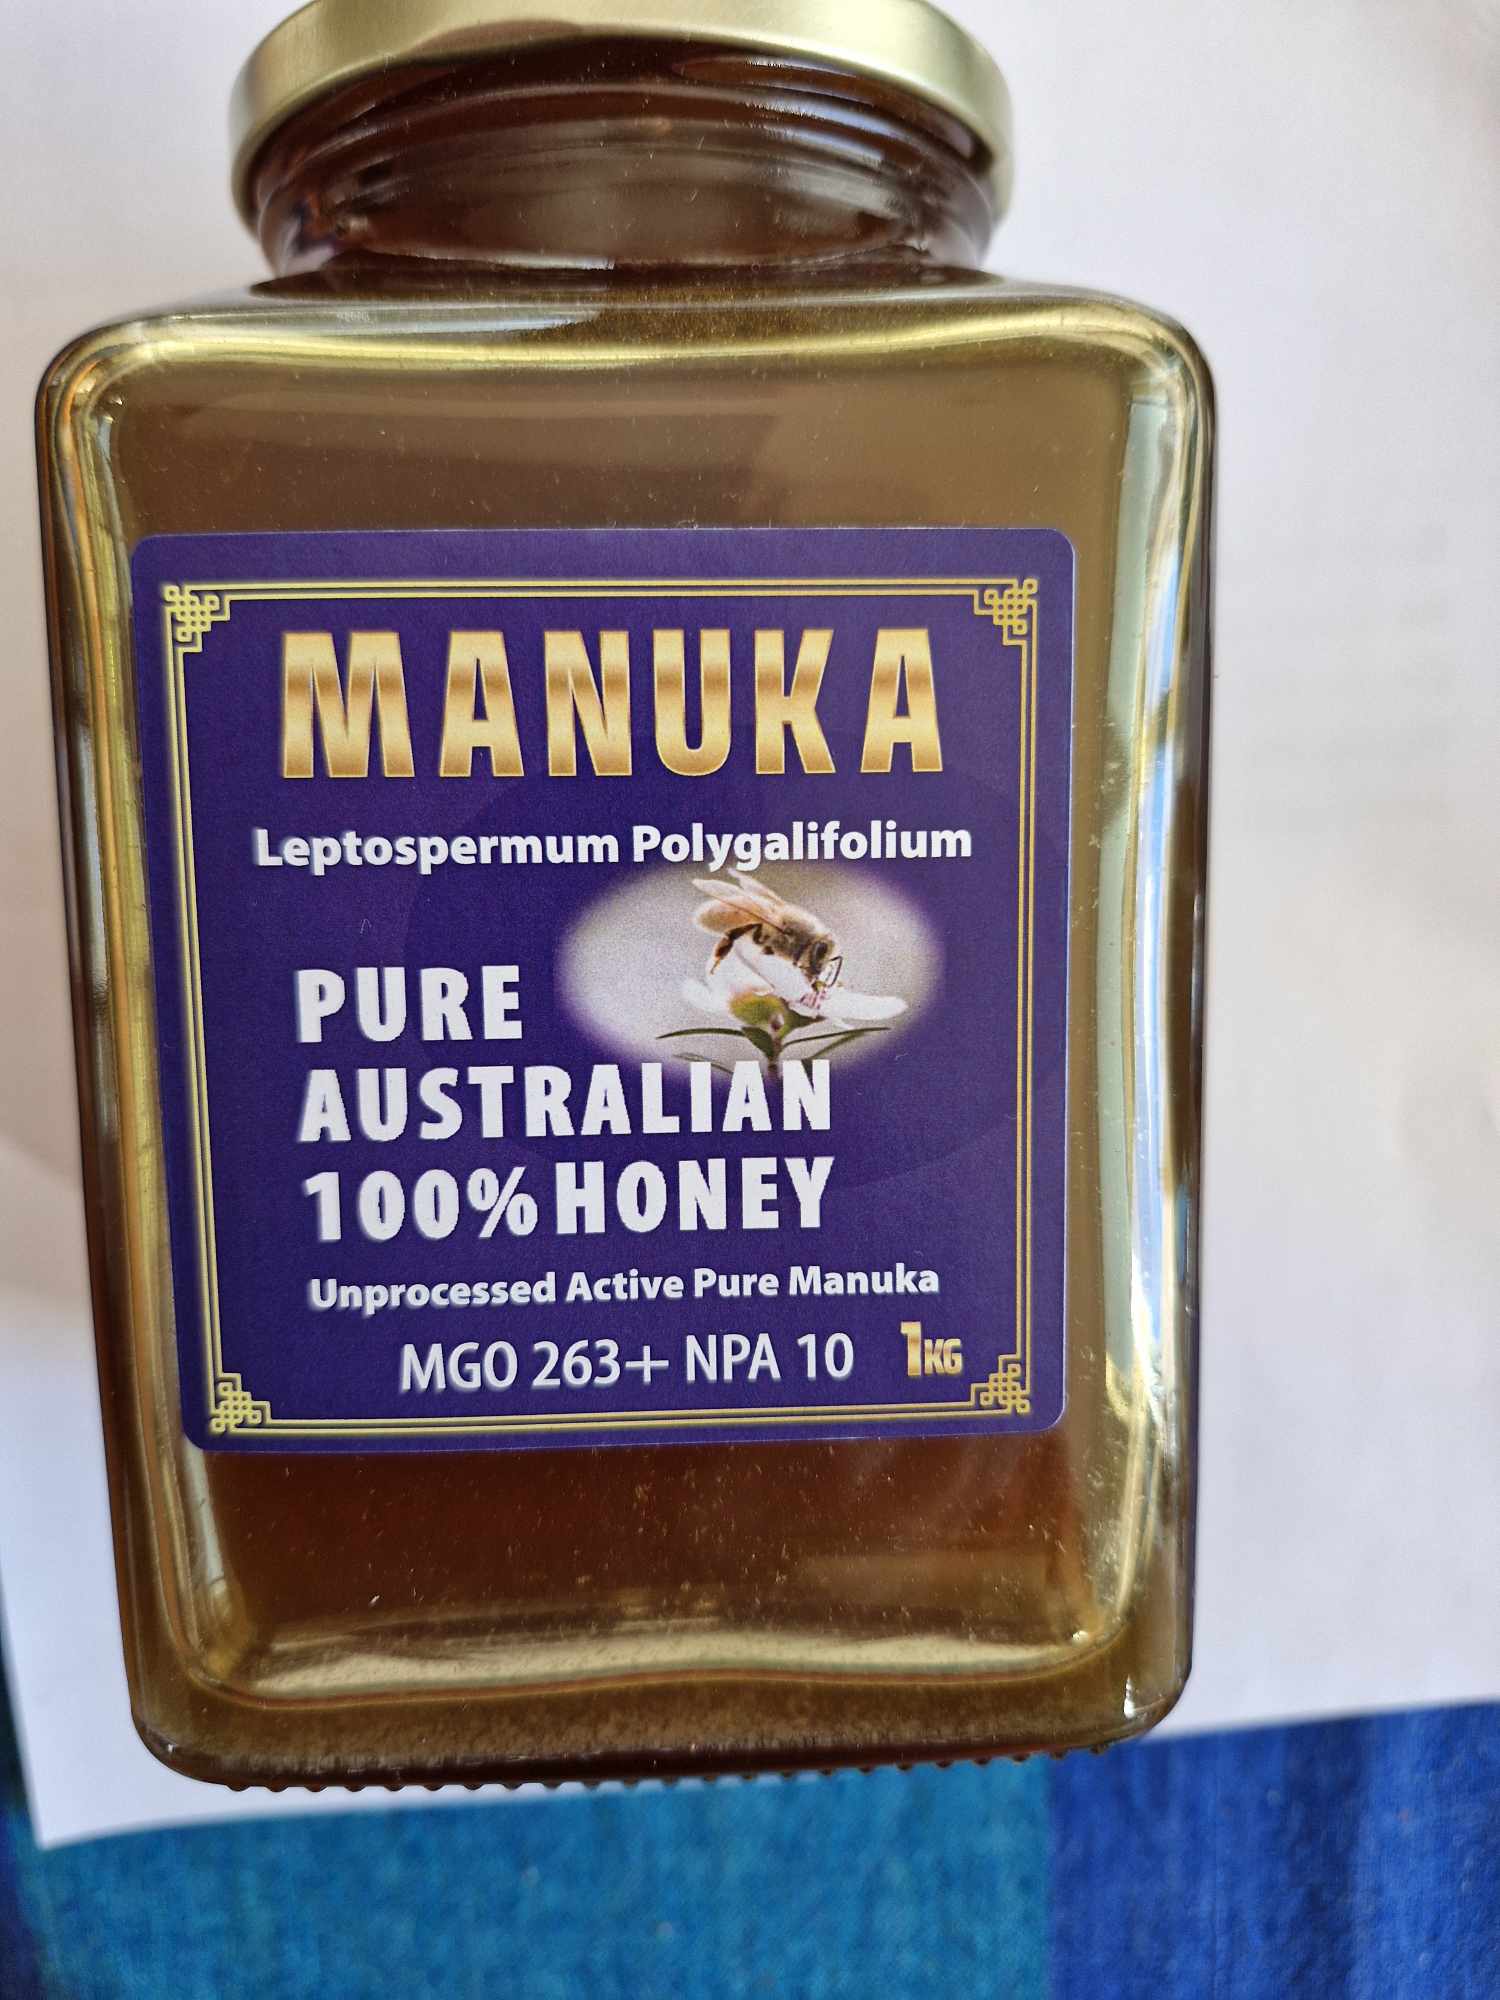 MANUKA
Leptospermum Polygalifolium
PURE
AUSTRALIAN
100% HONEY
Unprocessed Active Pure Manuka
MGO 263+ NPA 10 1KG